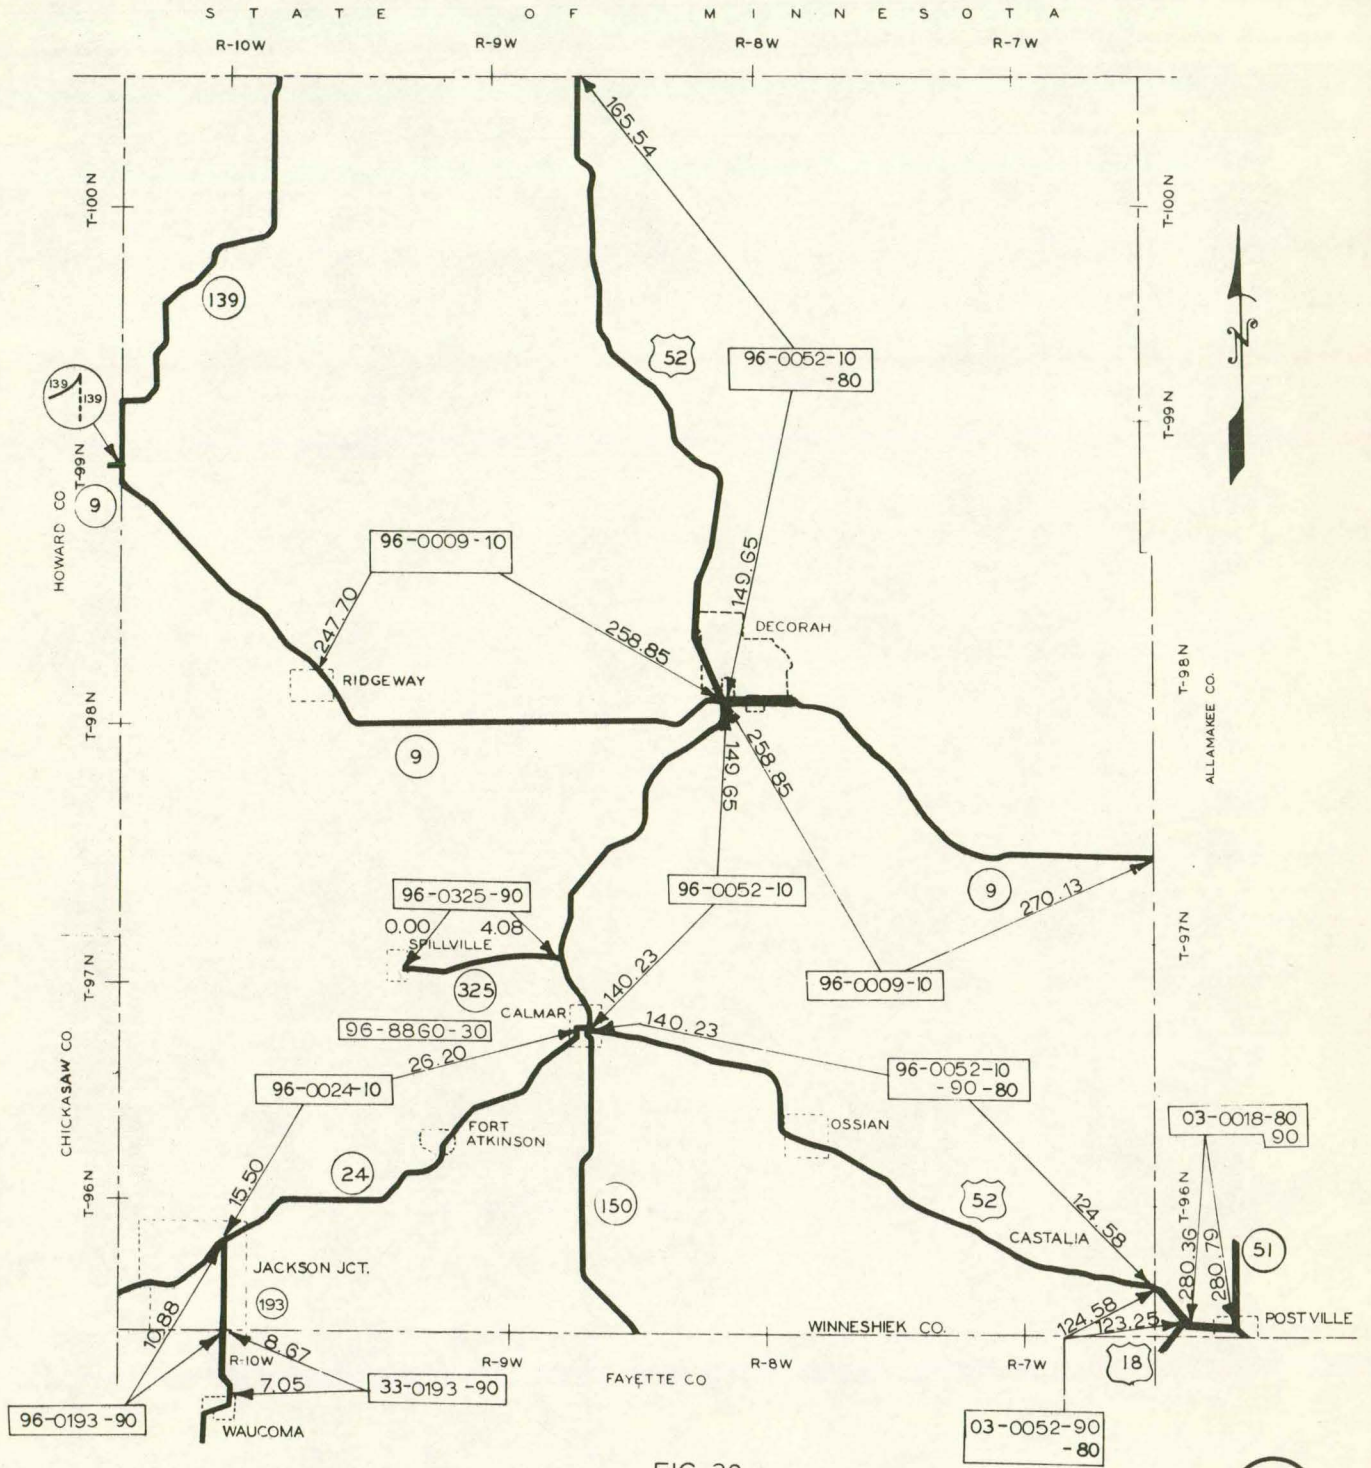 STATE OF MINNESOTA
R-10W R-9W R-8W R-7W
165.54
T-100N
T-100N
139
52
96-0052-10
-80
139
139
T-99N
T-99N
9
HOWARD CO
96-0009-10
247.70
258.85
149.65
DECORAH
RIDGEWAY
T-98N
T-98N
ALLAMAKEE CO.
9
149.65
258.85
96-0325-90
0.00 4.08
SPILLVILLE
325
96-0052-10
9
270.13
T-97N
T-97N
96-0009-10
140.23
CALMAR
140.23
96-8860-30
26.20
96-0024-10
96-0052-10
-90-80
CHICKASAW CO
FORT
ATKINSON
OSSIAN
03-0018-80
90
15.50
24
T-96N
T-96N
150
52
124.58
CASTALIA
280.36
280.79
51
JACKSON JCT.
193
10.88
8.67
124.58
123.25
POSTVILLE
WINNESHIEK CO.
R-10W R-9W R-8W R-7W
18
FAYETTE CO
7.05
33-0193-90
96-0193-90
WAUCOMA
03-0052-90
-80